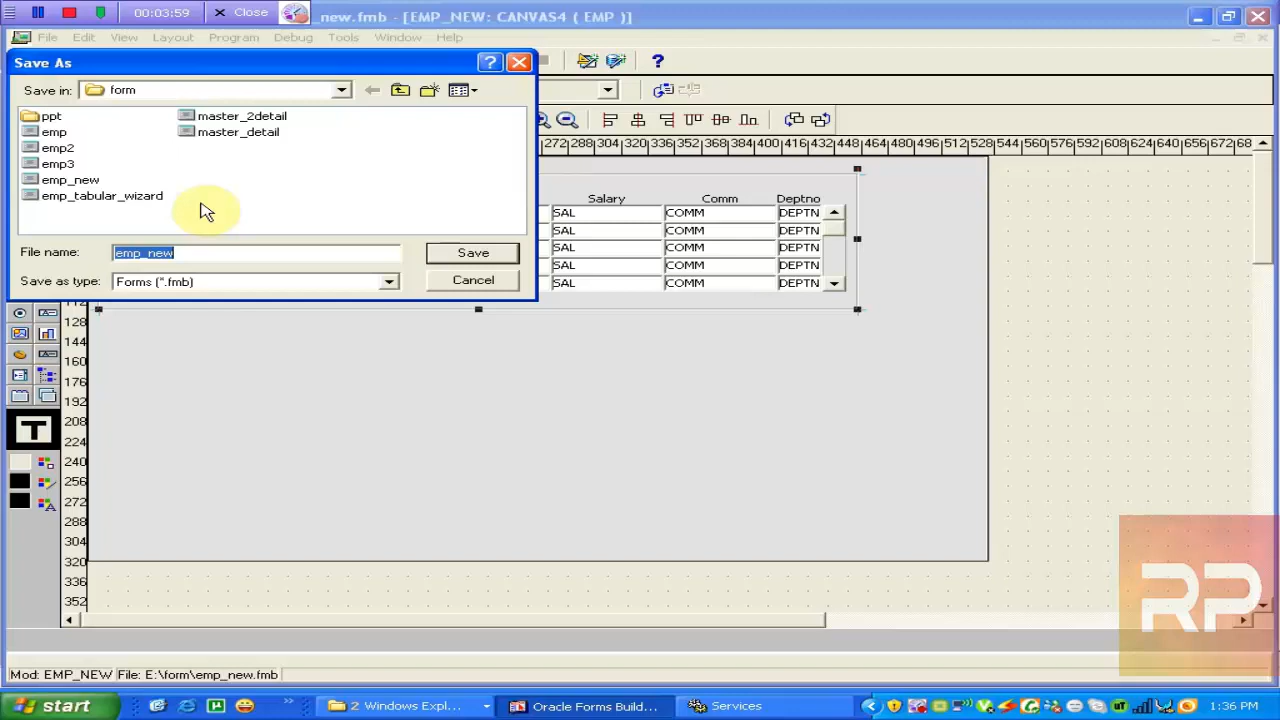 00:03:59 Close _new.fmb - [EMP_NEW: CANVAS4 ( EMP )]
File Edit View Layout Program Debug Tools Window Help
Save As
Save in: form
ppt
emp
emp2
emp3
emp_new
emp_tabular_wizard
master_2detail
master_detail
File name: emp_new
Save
Save as type: Forms (*.fmb)
Cancel
272 288 304 320 336 352 368 384 400 416 432 448 464 480 496 512 528 544 560 576 592 608 624 640 656 672 68
Salary Comm Deptno
SAL COMM DEPTN
SAL COMM DEPTN
SAL COMM DEPTN
SAL COMM DEPTN
SAL COMM DEPTN
128
144
160
176
192
208
224
240
256
272
288
304
320
336
352
T
RP
Mod: EMP_NEW File: E:\form\emp_new.fmb
start 2 Windows Expl... Oracle Forms Build... Services 1:36 PM